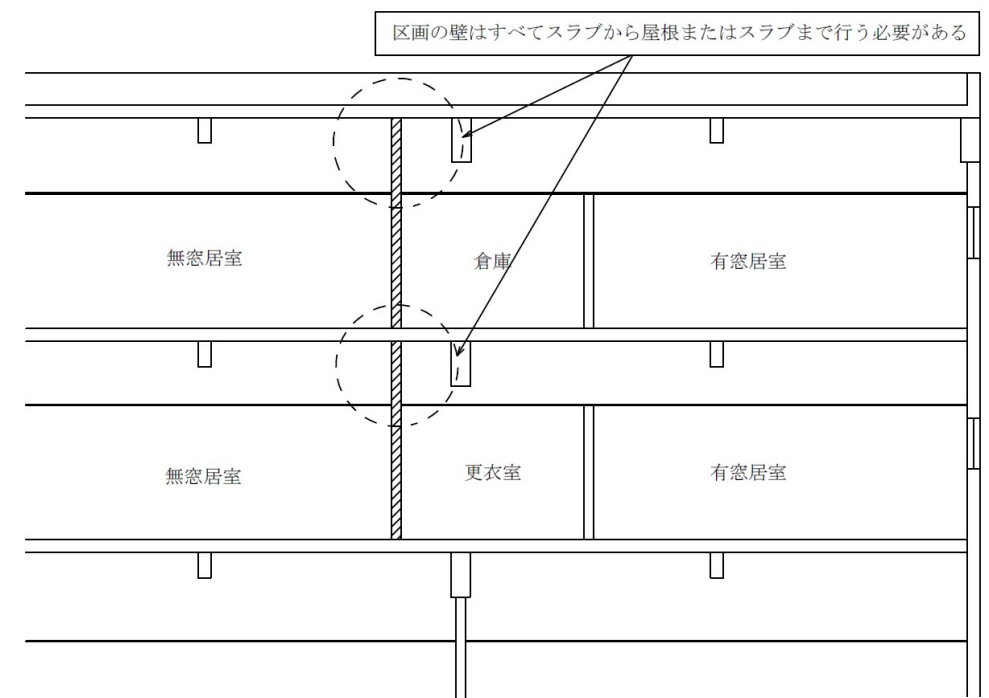 区画の壁はすべてスラブから屋根またはスラブまで行う必要がある
無窓居室
倉庫
有窓居室
無窓居室
更衣室
有窓居室